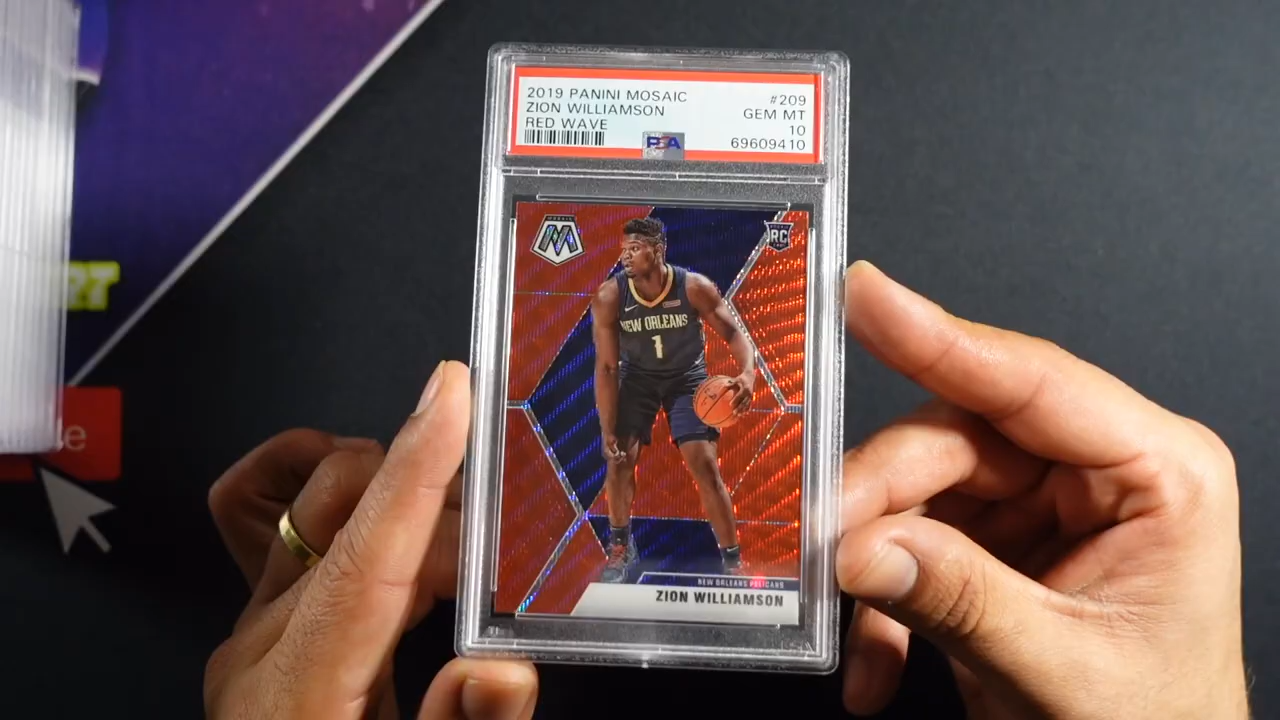 2019 PANINI MOSAIC
ZION WILLIAMSON
RED WAVE
#209
GEM MT
10
69609410
PSA
MOSAIC
RC
NEW ORLEANS
1
NEW ORLEANS PELICANS
ZION WILLIAMSON